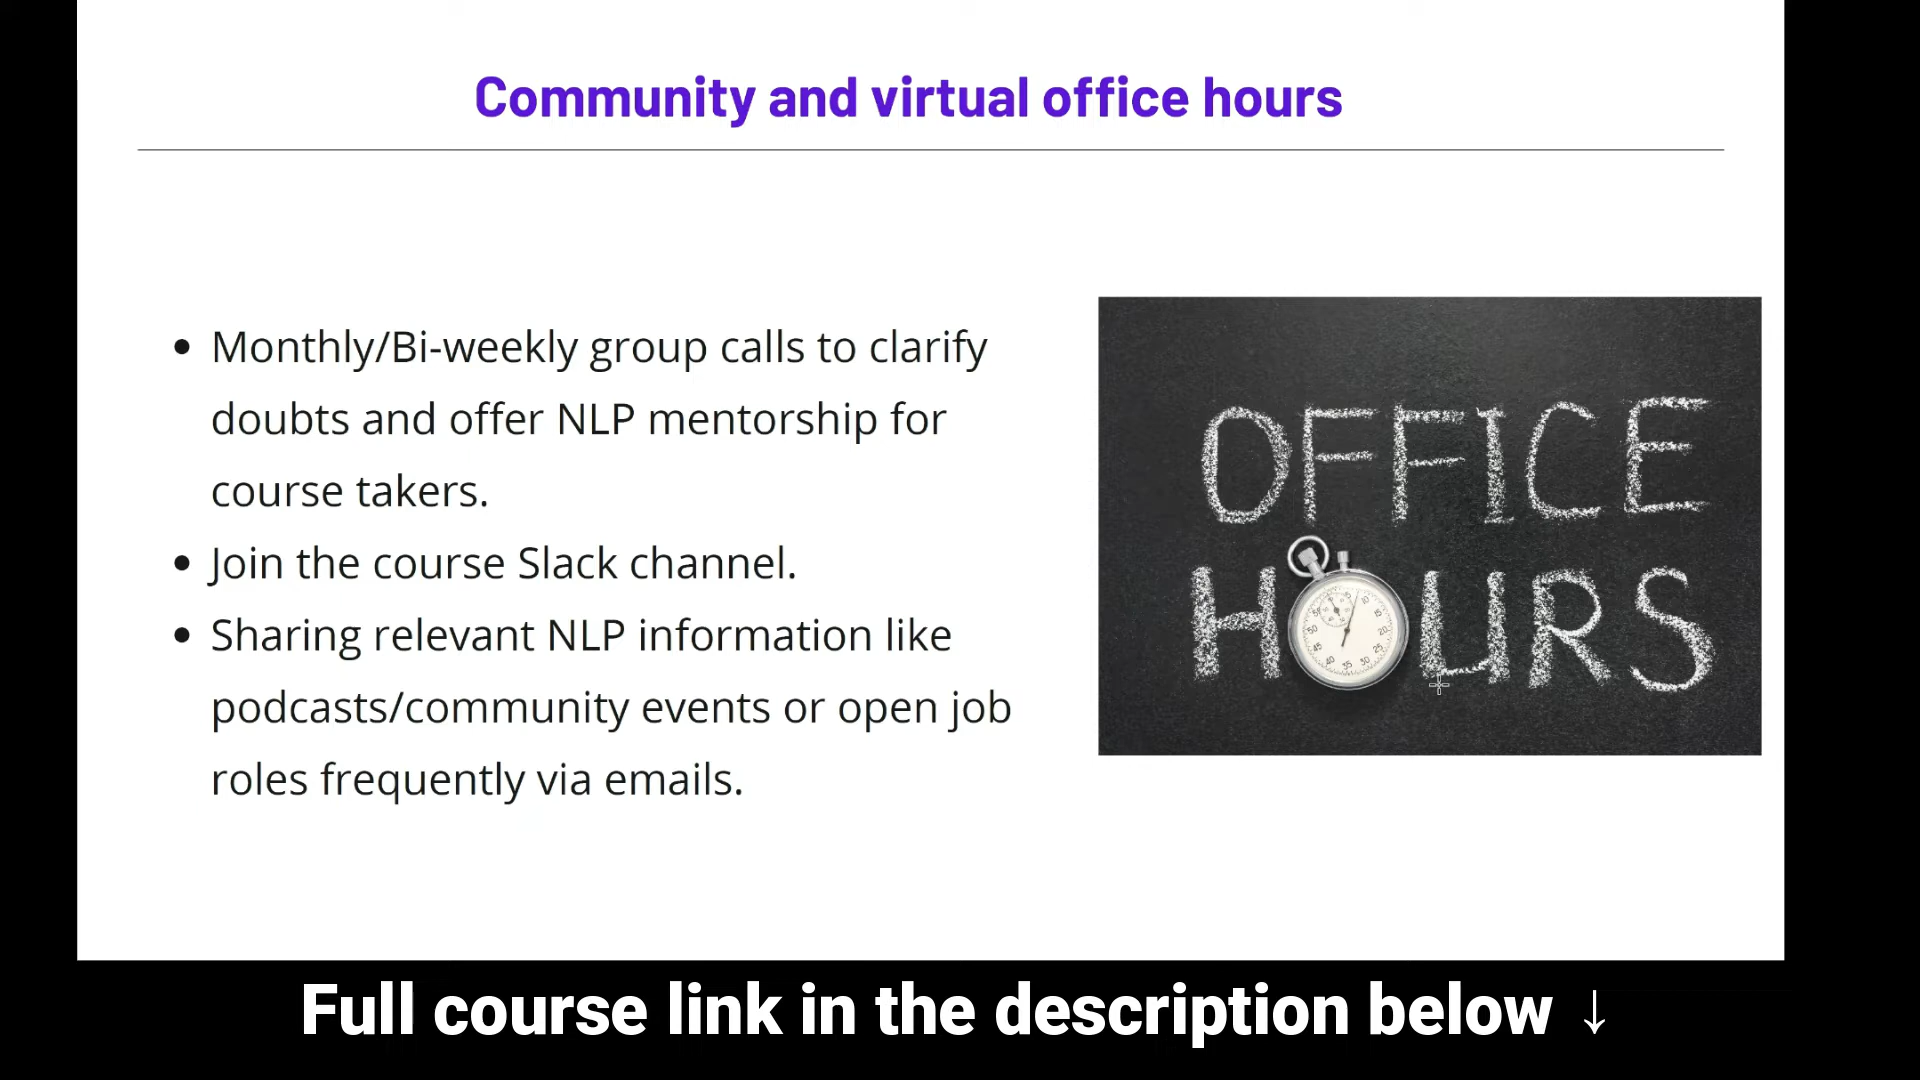 Community and virtual office hours
• Monthly/Bi-weekly group calls to clarify
doubts and offer NLP mentorship for
course takers.
• Join the course Slack channel.
• Sharing relevant NLP information like
podcasts/community events or open job
roles frequently via emails.
OFFICE
HOURS
Full course link in the description below ↓